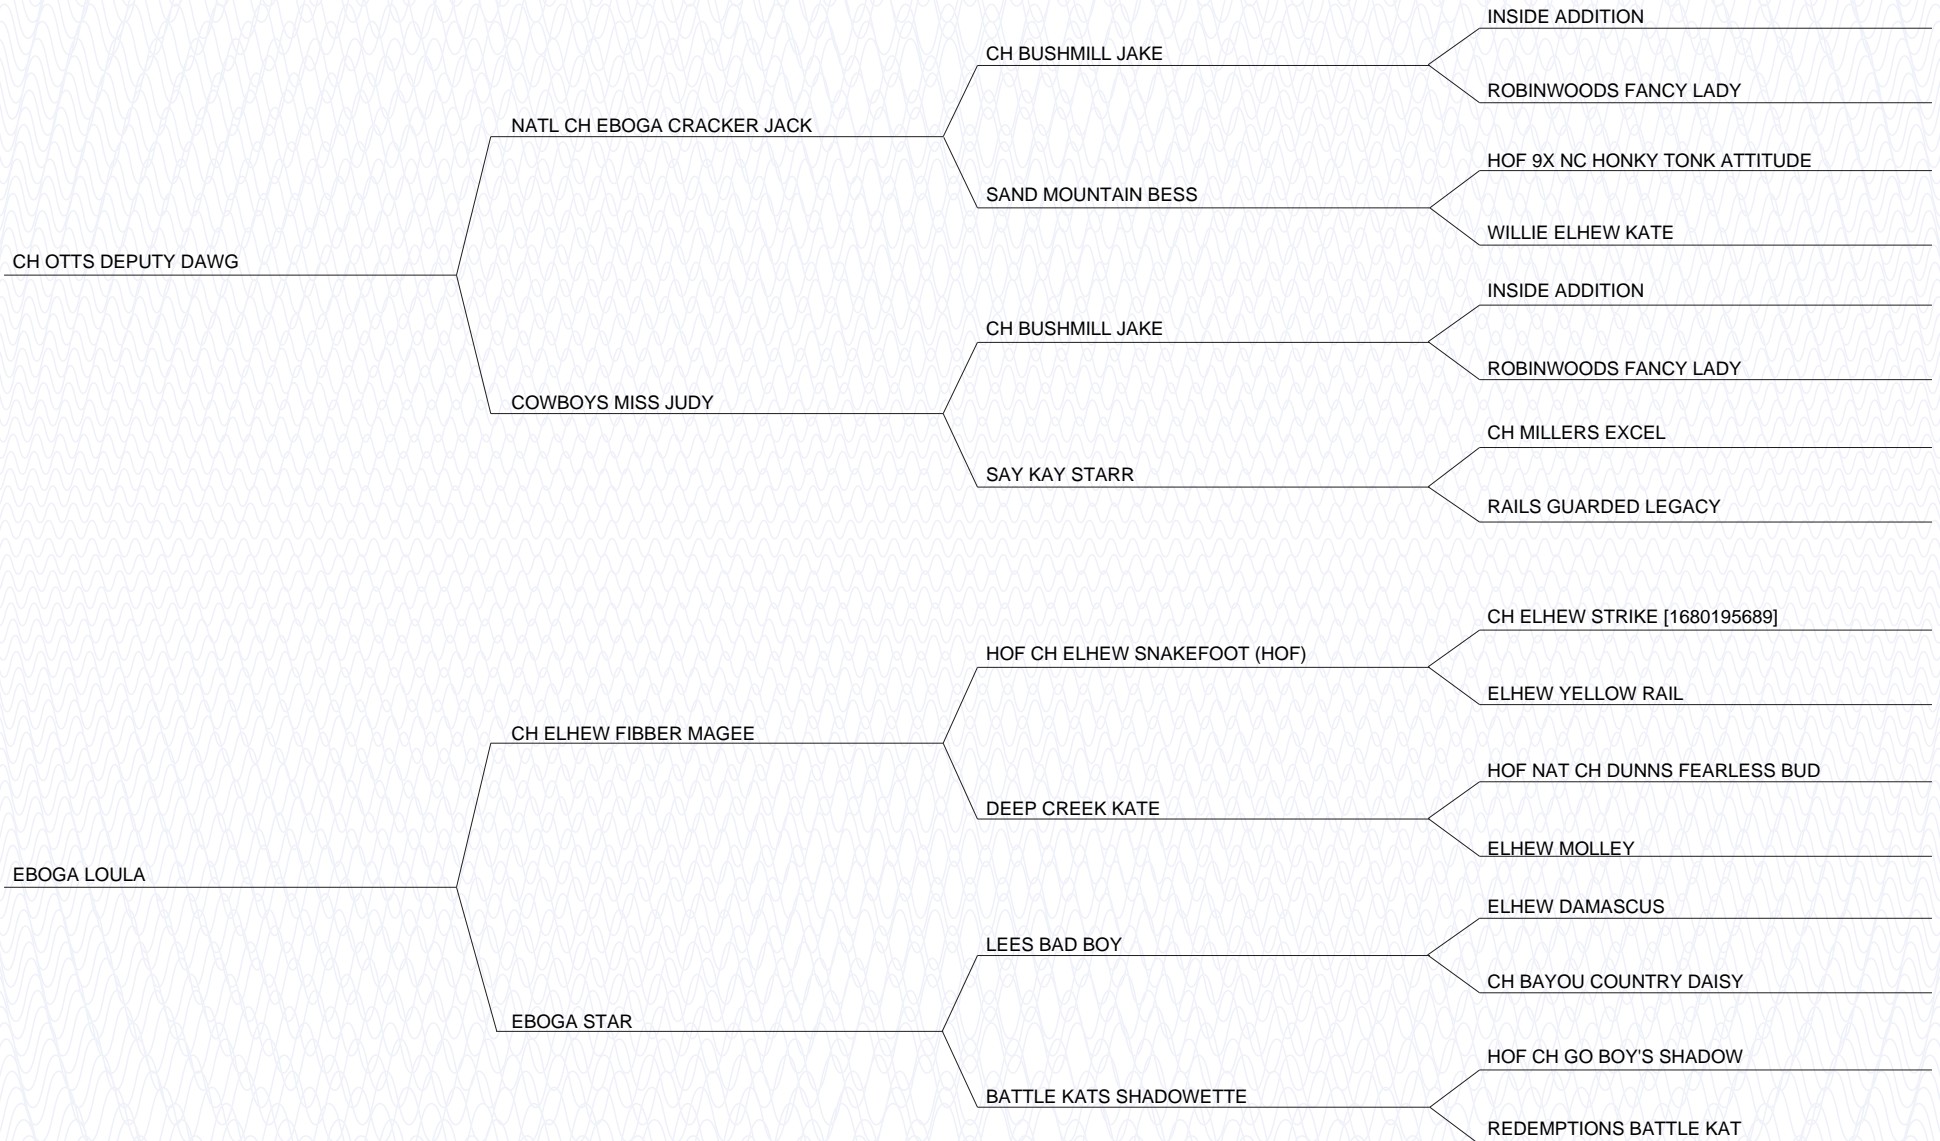 INSIDE ADDITION
CH BUSHMILL JAKE
ROBINWOODS FANCY LADY
NATL CH EBOGA CRACKER JACK
HOF 9X NC HONKY TONK ATTITUDE
SAND MOUNTAIN BESS
WILLIE ELHEW KATE
CH OTTS DEPUTY DAWG
INSIDE ADDITION
CH BUSHMILL JAKE
ROBINWOODS FANCY LADY
COWBOYS MISS JUDY
CH MILLERS EXCEL
SAY KAY STARR
RAILS GUARDED LEGACY
CH ELHEW STRIKE [1680195689]
HOF CH ELHEW SNAKEFOOT (HOF)
ELHEW YELLOW RAIL
CH ELHEW FIBBER MAGEE
HOF NAT CH DUNNS FEARLESS BUD
DEEP CREEK KATE
ELHEW MOLLEY
EBOGA LOULA
ELHEW DAMASCUS
LEES BAD BOY
CH BAYOU COUNTRY DAISY
EBOGA STAR
HOF CH GO BOY'S SHADOW
BATTLE KATS SHADOWETTE
REDEMPTIONS BATTLE KAT